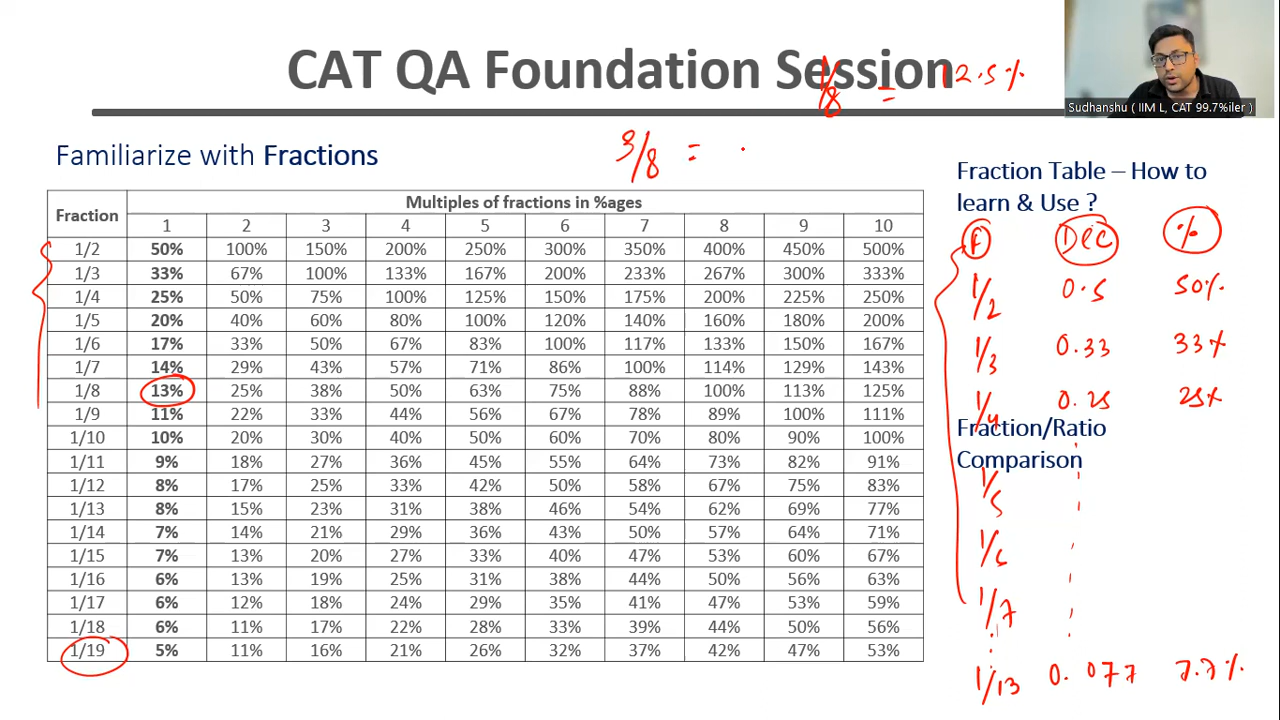 CAT QA Foundation Session
1/8 = 12.5%
Sudhanshu ( IIM L, CAT 99.7%iler )
Familiarize with Fractions
3/8 = .
Fraction Multiples of fractions in %ages
1 2 3 4 5 6 7 8 9 10
1/2 50% 100% 150% 200% 250% 300% 350% 400% 450% 500%
1/3 33% 67% 100% 133% 167% 200% 233% 267% 300% 333%
1/4 25% 50% 75% 100% 125% 150% 175% 200% 225% 250%
1/5 20% 40% 60% 80% 100% 120% 140% 160% 180% 200%
1/6 17% 33% 50% 67% 83% 100% 117% 133% 150% 167%
1/7 14% 29% 43% 57% 71% 86% 100% 114% 129% 143%
1/8 13% 25% 38% 50% 63% 75% 88% 100% 113% 125%
1/9 11% 22% 33% 44% 56% 67% 78% 89% 100% 111%
1/10 10% 20% 30% 40% 50% 60% 70% 80% 90% 100%
1/11 9% 18% 27% 36% 45% 55% 64% 73% 82% 91%
1/12 8% 17% 25% 33% 42% 50% 58% 67% 75% 83%
1/13 8% 15% 23% 31% 38% 46% 54% 62% 69% 77%
1/14 7% 14% 21% 29% 36% 43% 50% 57% 64% 71%
1/15 7% 13% 20% 27% 33% 40% 47% 53% 60% 67%
1/16 6% 13% 19% 25% 31% 38% 44% 50% 56% 63%
1/17 6% 12% 18% 24% 29% 35% 41% 47% 53% 59%
1/18 6% 11% 17% 22% 28% 33% 39% 44% 50% 56%
1/19 5% 11% 16% 21% 26% 32% 37% 42% 47% 53%
Fraction Table – How to
learn & Use ?
F DEC %
1/2 0.5 50%
1/3 0.33 33%
1/4 0.25 25%
Fraction/Ratio
Comparison
1/5
1/6
1/7
1/13 0.077 7.7%